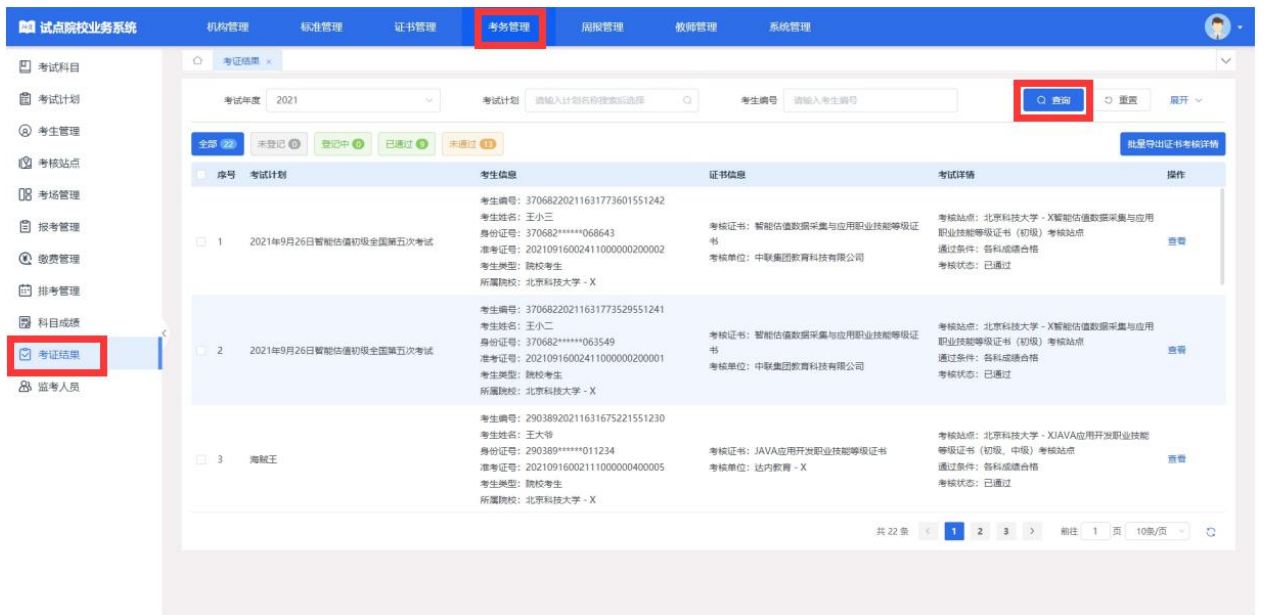 试点院校业务系统
机构管理 标准管理 证书管理 考务管理 周报管理 教师管理 系统管理
考试科目
考试计划
考生管理
考核站点
考场管理
报考管理
缴费管理
排考管理
科目成绩
考证结果
监考人员
考证结果 ×
考试年度 2021 考试计划 请输入计划名称搜索后选择 考生编号 请输入考生编号 查询 重置 展开
全部 22 未登记 0 登记中 0 已通过 9 未通过 13 批量导出证书考核详情
序号 考试计划 考生信息 证书信息 考试详情 操作
1 2021年9月26日智能估值初级全国第五次考试
考生编号：37068220211631773601551242
考生姓名：王小三
身份证号：370682******068643
准考证号：20210916002411000000200002
考生类型：院校考生
所属院校：北京科技大学 - X
考核证书：智能估值数据采集与应用职业技能等级证
书
考核单位：中联集团教育科技有限公司
考核站点：北京科技大学 - X智能估值数据采集与应用
职业技能等级证书（初级）考核站点
通过条件：各科成绩合格
考核状态：已通过
查看
2 2021年9月26日智能估值初级全国第五次考试
考生编号：37068220211631773529551241
考生姓名：王小二
身份证号：370682******063549
准考证号：20210916002411000000200001
考生类型：院校考生
所属院校：北京科技大学 - X
考核证书：智能估值数据采集与应用职业技能等级证
书
考核单位：中联集团教育科技有限公司
考核站点：北京科技大学 - X智能估值数据采集与应用
职业技能等级证书（初级）考核站点
通过条件：各科成绩合格
考核状态：已通过
查看
3 海贼王
考生编号：29038920211631675221551230
考生姓名：王大爷
身份证号：290389******011234
准考证号：20210916002111000000400005
考生类型：院校考生
所属院校：北京科技大学 - X
考核证书：JAVA应用开发职业技能等级证书
考核单位：达内教育 - X
考核站点：北京科技大学 - XJAVA应用开发职业技能
等级证书（初级、中级）考核站点
通过条件：各科成绩合格
考核状态：已通过
查看
共 22 条 < 1 2 3 > 前往 1 页 10条/页